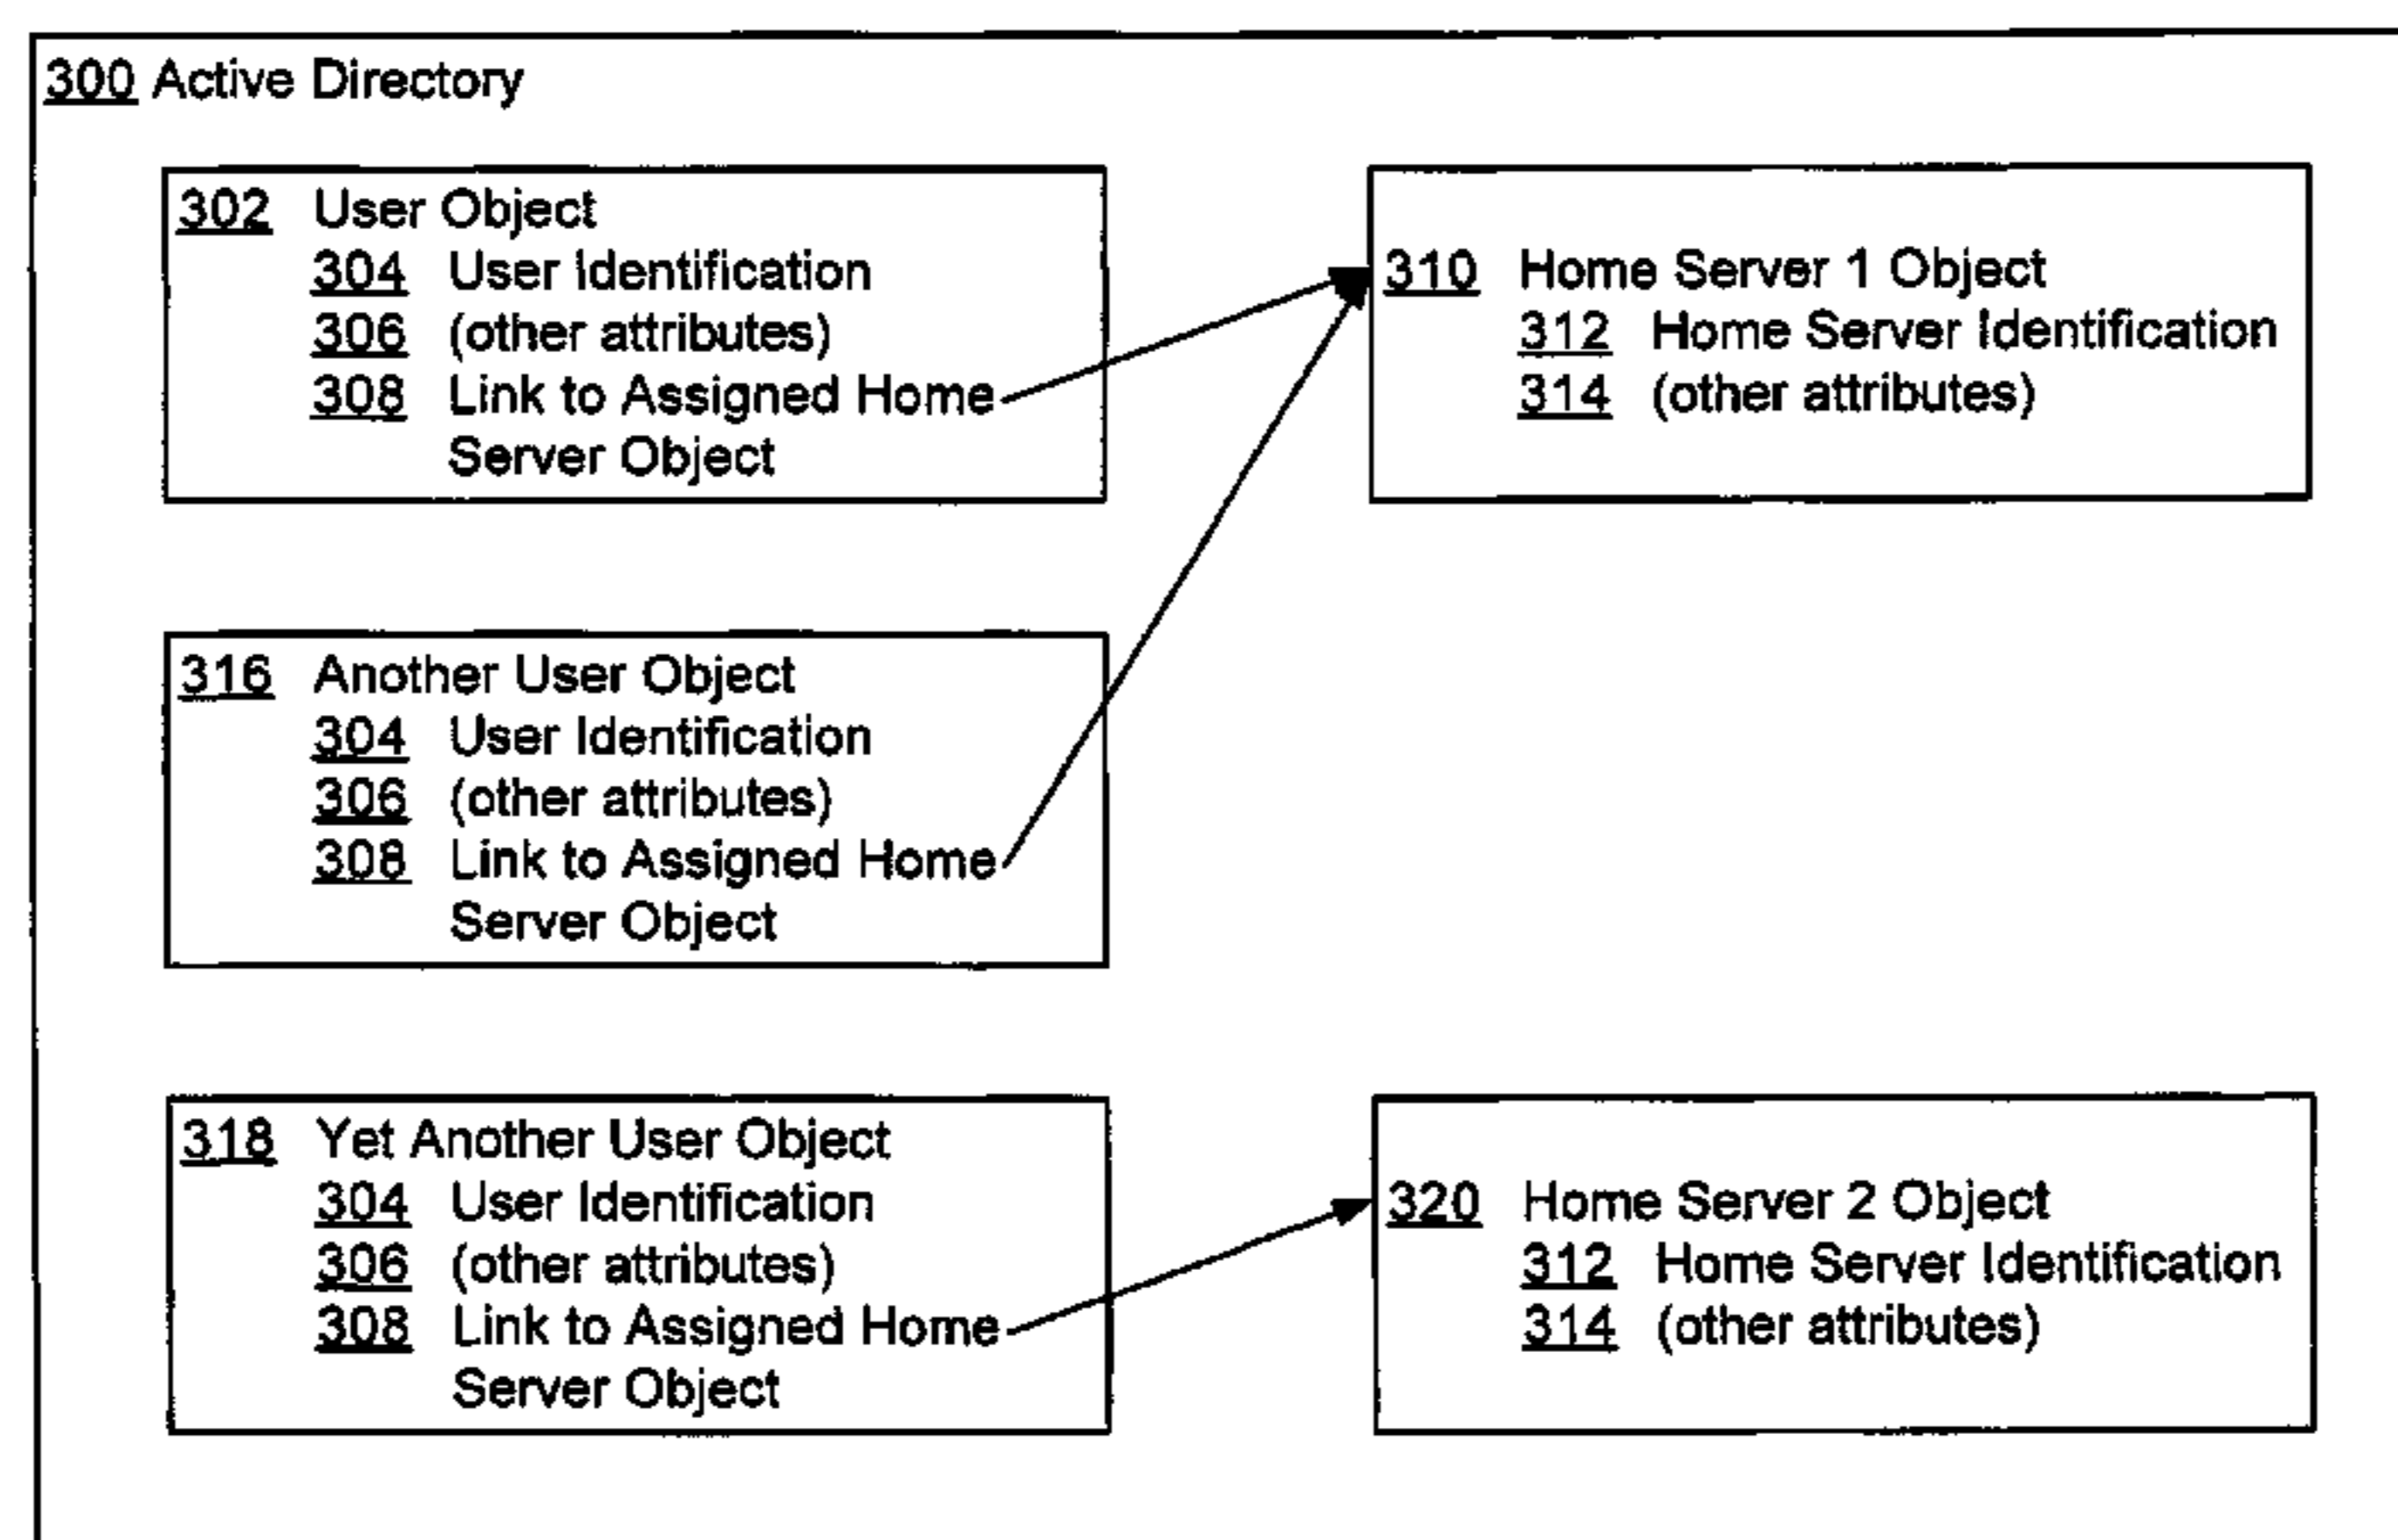 300 Active Directory
302 User Object
304 User Identification
306 (other attributes)
308 Link to Assigned Home
Server Object
310 Home Server 1 Object
312 Home Server Identification
314 (other attributes)
316 Another User Object
304 User Identification
306 (other attributes)
308 Link to Assigned Home
Server Object
318 Yet Another User Object
304 User Identification
306 (other attributes)
308 Link to Assigned Home
Server Object
320 Home Server 2 Object
312 Home Server Identification
314 (other attributes)